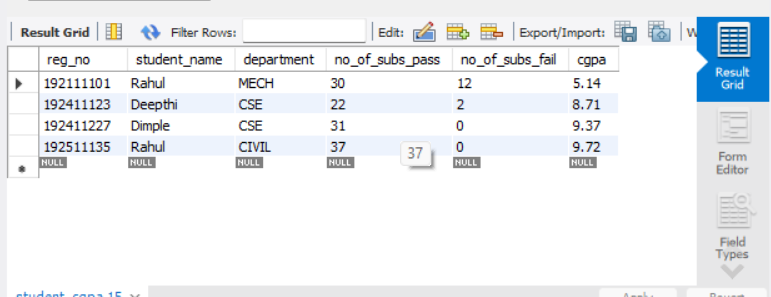 Result Grid Filter Rows: Edit: Export/Import: W
reg_no student_name department no_of_subs_pass no_of_subs_fail cgpa
192111101 Rahul MECH 30 12 5.14
192411123 Deepthi CSE 22 2 8.71
192411227 Dimple CSE 31 0 9.37
192511135 Rahul CIVIL 37 0 9.72
37
NULL NULL NULL NULL NULL NULL
Result
Grid
Form
Editor
Field
Types
student_cgpa 15
Apply Revert